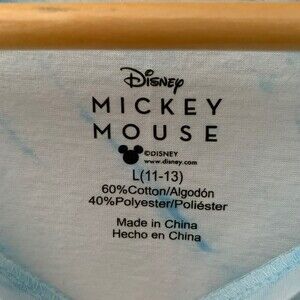 Disney
MICKEY
MOUSE
©DISNEY
www.disney.com
L(11-13)
60%Cotton/Algodón
40%Polyester/Poliéster
Made in China
Hecho en China